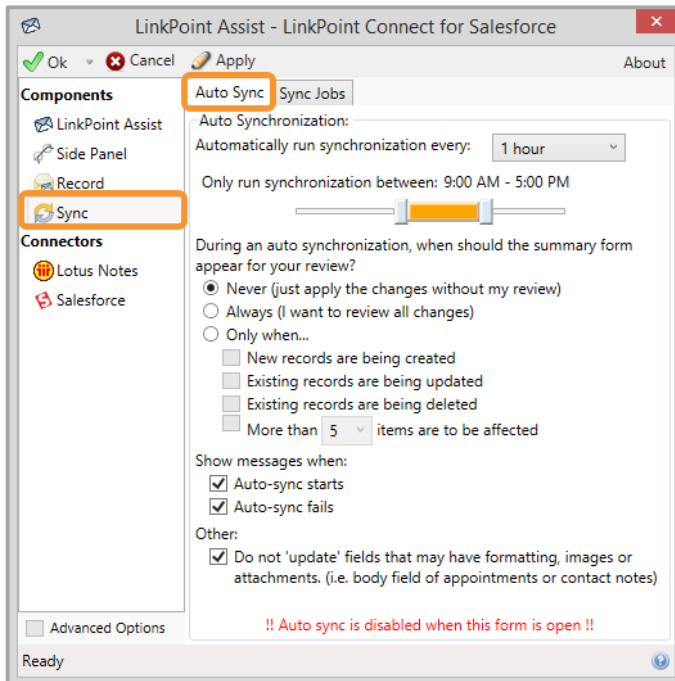 LinkPoint Assist - LinkPoint Connect for Salesforce
Ok Cancel Apply About
Components
LinkPoint Assist
Side Panel
Record
Sync
Connectors
Lotus Notes
Salesforce
Advanced Options
Auto Sync Sync Jobs
Auto Synchronization:
Automatically run synchronization every: 1 hour
Only run synchronization between: 9:00 AM - 5:00 PM
During an auto synchronization, when should the summary form
appear for your review?
Never (just apply the changes without my review)
Always (I want to review all changes)
Only when...
New records are being created
Existing records are being updated
Existing records are being deleted
More than 5 items are to be affected
Show messages when:
Auto-sync starts
Auto-sync fails
Other:
Do not 'update' fields that may have formatting, images or
attachments. (i.e. body field of appointments or contact notes)
!! Auto sync is disabled when this form is open !!
Ready